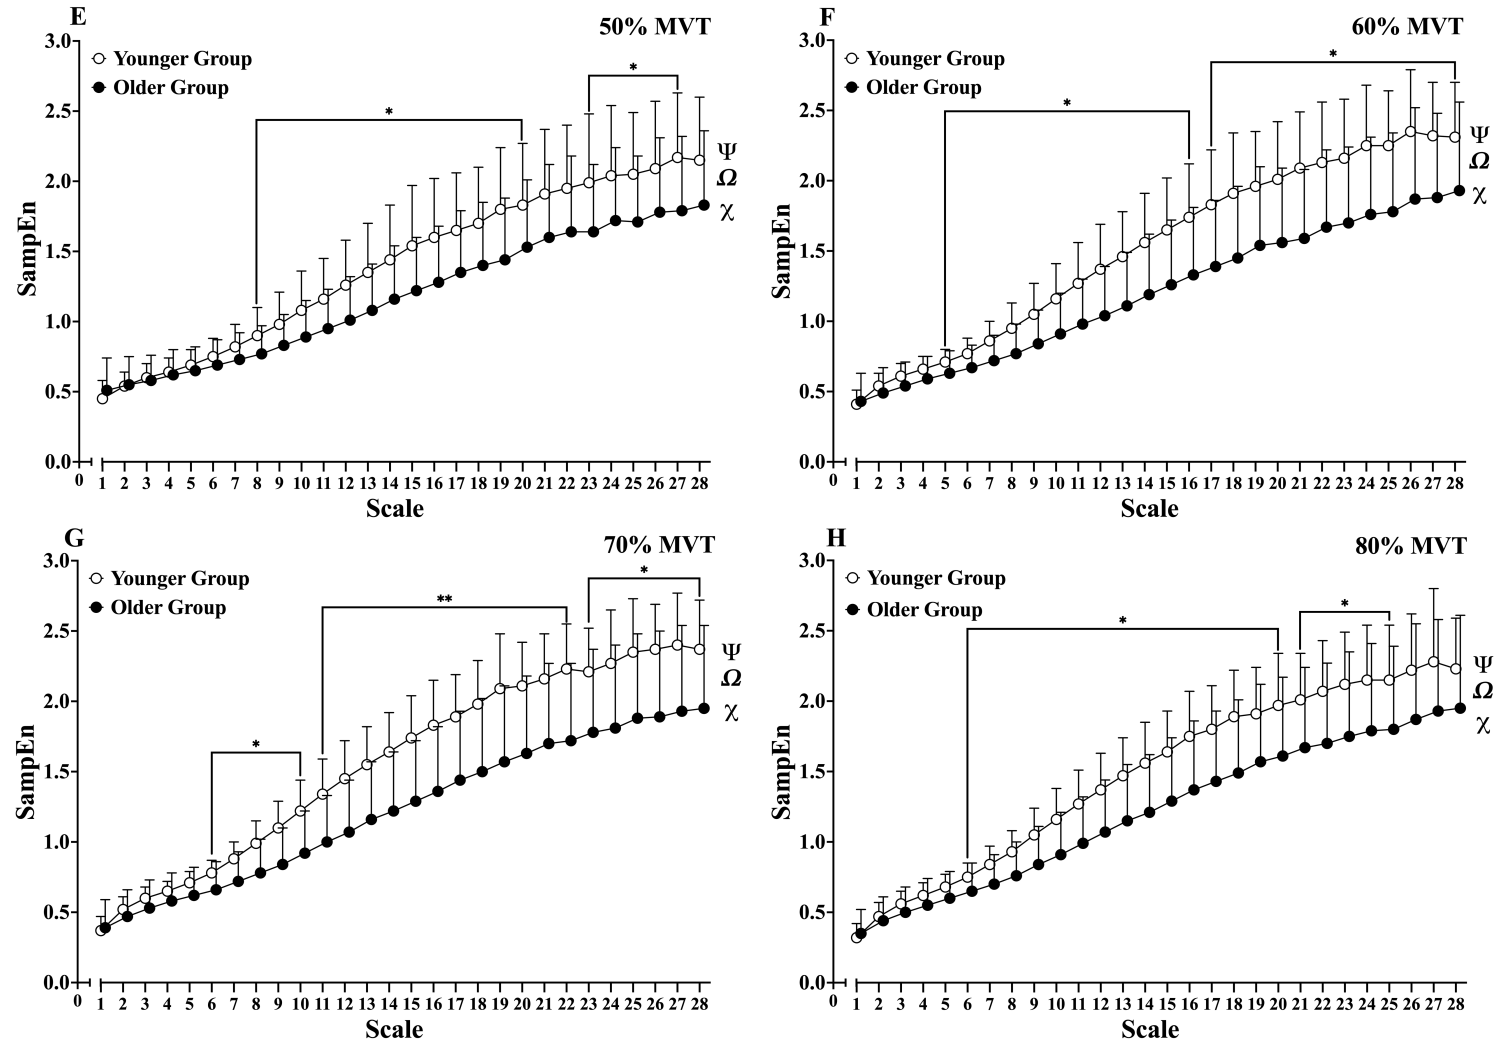 E
50% MVT
3.0
2.5
2.0
1.5
1.0
0.5
0.0
SampEn
Younger Group
Older Group
*
*
Ψ
Ω
χ
0 1 2 3 4 5 6 7 8 9 10 11 12 13 14 15 16 17 18 19 20 21 22 23 24 25 26 27 28
Scale
F
60% MVT
3.0
2.5
2.0
1.5
1.0
0.5
0.0
SampEn
Younger Group
Older Group
*
*
Ψ
Ω
χ
0 1 2 3 4 5 6 7 8 9 10 11 12 13 14 15 16 17 18 19 20 21 22 23 24 25 26 27 28
Scale
G
70% MVT
3.0
2.5
2.0
1.5
1.0
0.5
0.0
SampEn
Younger Group
Older Group
*
**
*
Ψ
Ω
χ
0 1 2 3 4 5 6 7 8 9 10 11 12 13 14 15 16 17 18 19 20 21 22 23 24 25 26 27 28
Scale
H
80% MVT
3.0
2.5
2.0
1.5
1.0
0.5
0.0
SampEn
Younger Group
Older Group
*
*
Ψ
Ω
χ
0 1 2 3 4 5 6 7 8 9 10 11 12 13 14 15 16 17 18 19 20 21 22 23 24 25 26 27 28
Scale